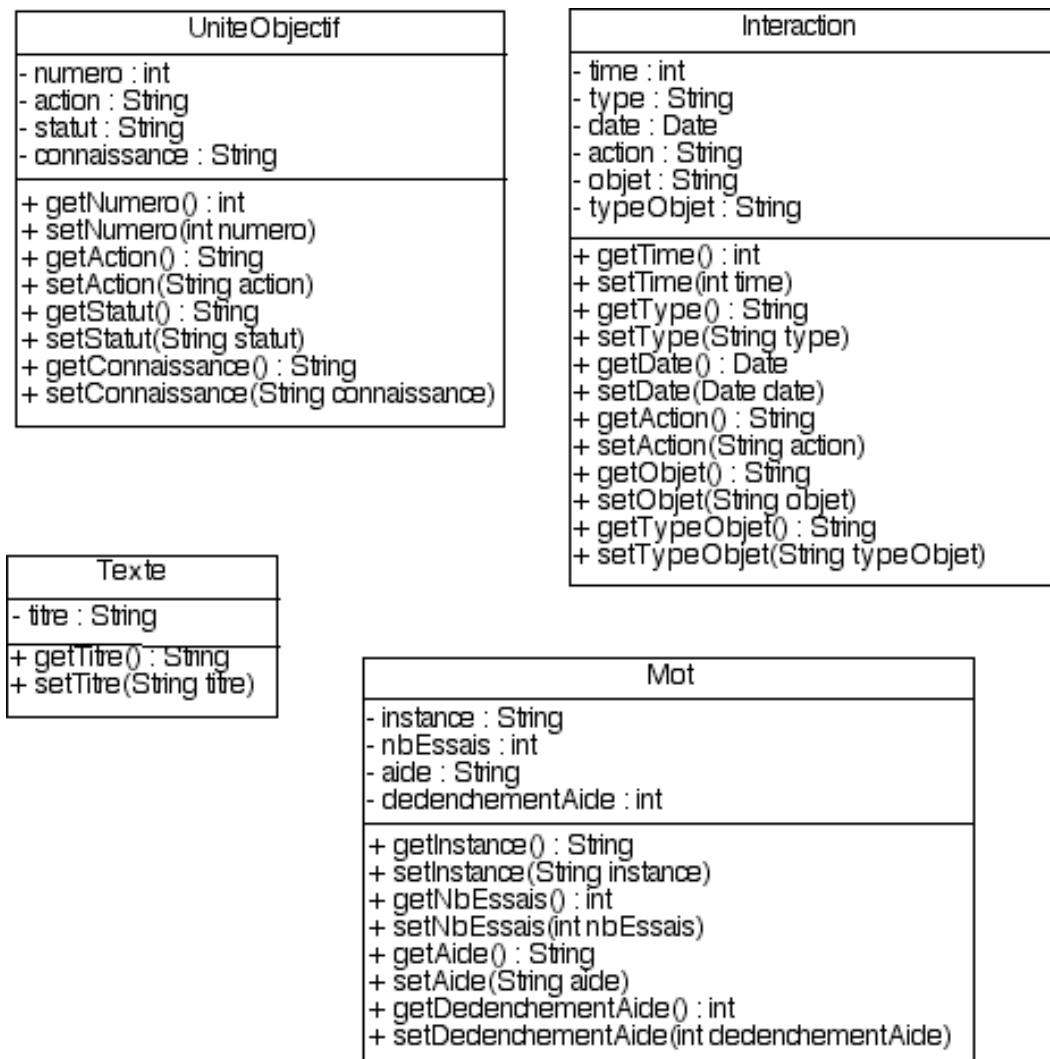 UniteObjectif
- numero : int
- action : String
- statut : String
- connaissance : String
+ getNumero() : int
+ setNumero(int numero)
+ getAction() : String
+ setAction(String action)
+ getStatut() : String
+ setStatut(String statut)
+ getConnaissance() : String
+ setConnaissance(String connaissance)
Interaction
- time : int
- type : String
- date : Date
- action : String
- objet : String
- typeObjet : String
+ getTime() : int
+ setTime(int time)
+ getType() : String
+ setType(String type)
+ getDate() : Date
+ setDate(Date date)
+ getAction() : String
+ setAction(String action)
+ getObjet() : String
+ setObjet(String objet)
+ getTypeObjet() : String
+ setTypeObjet(String typeObjet)
Texte
- titre : String
+ getTitre() : String
+ setTitre(String titre)
Mot
- instance : String
- nbEssais : int
- aide : String
- declenchementAide : int
+ getInstance() : String
+ setInstance(String instance)
+ getNbEssais() : int
+ setNbEssais(int nbEssais)
+ getAide() : String
+ setAide(String aide)
+ getDeclenchementAide() : int
+ setDeclenchementAide(int declenchementAide)